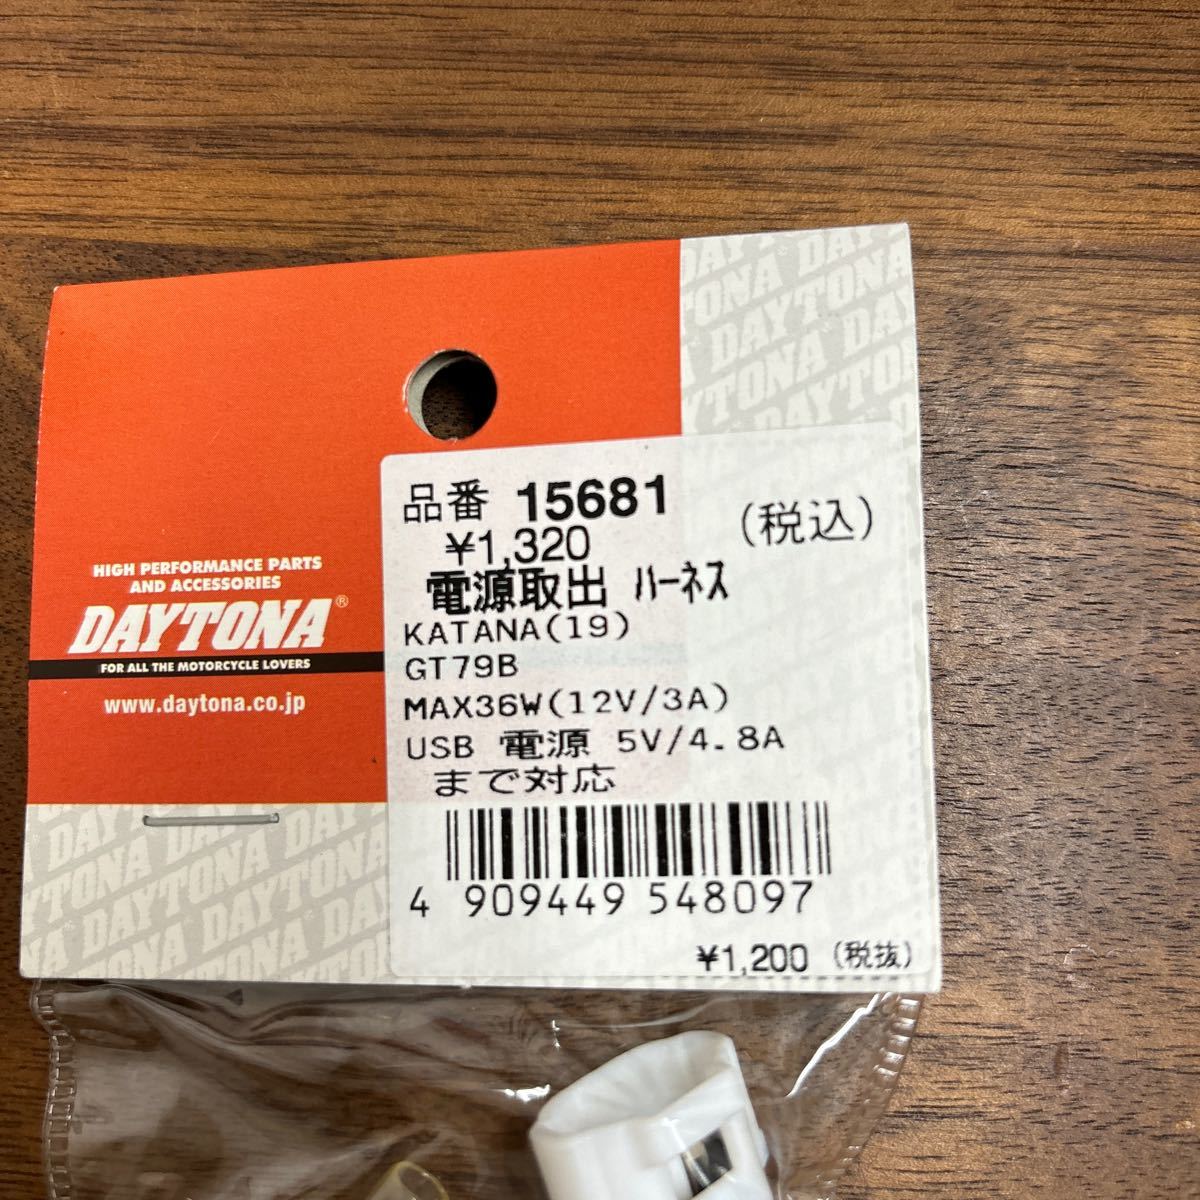 HIGH PERFORMANCE PARTS
AND ACCESSORIES
DAYTONA®
FOR ALL THE MOTORCYCLE LOVERS
www.daytona.co.jp
品番 15681
¥1,320 (税込)
電源取出 ハーネス
KATANA(19)
GT79B
MAX36W(12V/3A)
USB 電源 5V/4.8A
まで対応
4 909449 548097
¥1,200 (税抜)